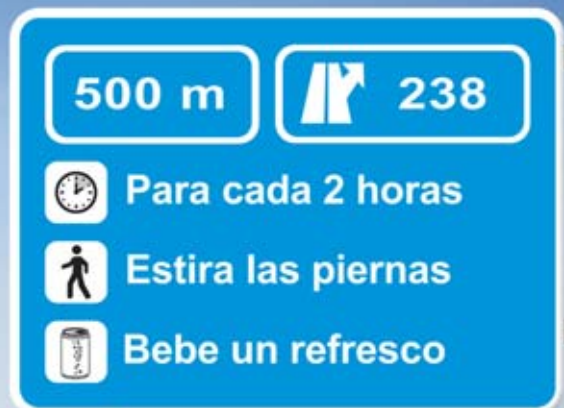 500 m 238
Para cada 2 horas
Estira las piernas
Bebe un refresco